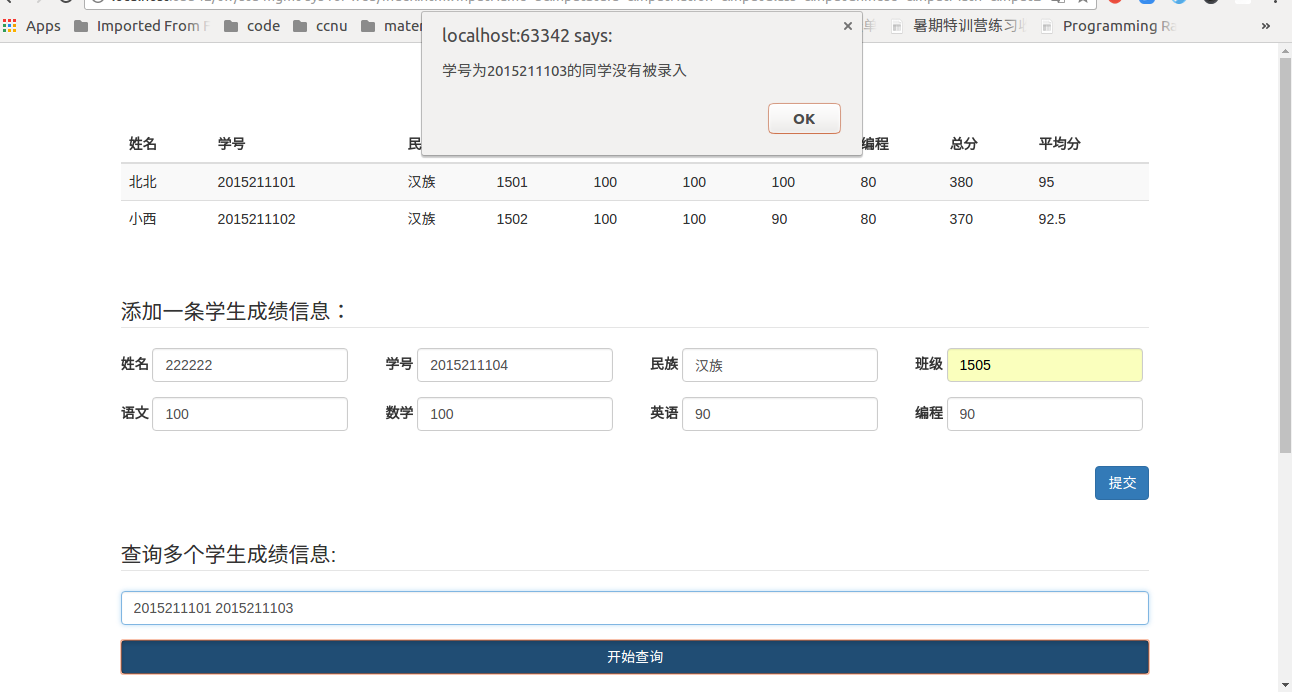 Apps Imported From F code ccnu mater 暑期特训营练习 Programming Ra »
localhost:63342 says: ×
学号为2015211103的同学没有被录入
OK
姓名 学号 编程 总分 平均分
北北 2015211101 汉族 1501 100 100 100 80 380 95
小西 2015211102 汉族 1502 100 100 90 80 370 92.5
添加一条学生成绩信息：
姓名 222222 学号 2015211104 民族 汉族 班级 1505
语文 100 数学 100 英语 90 编程 90
提交
查询多个学生成绩信息:
2015211101 2015211103
开始查询